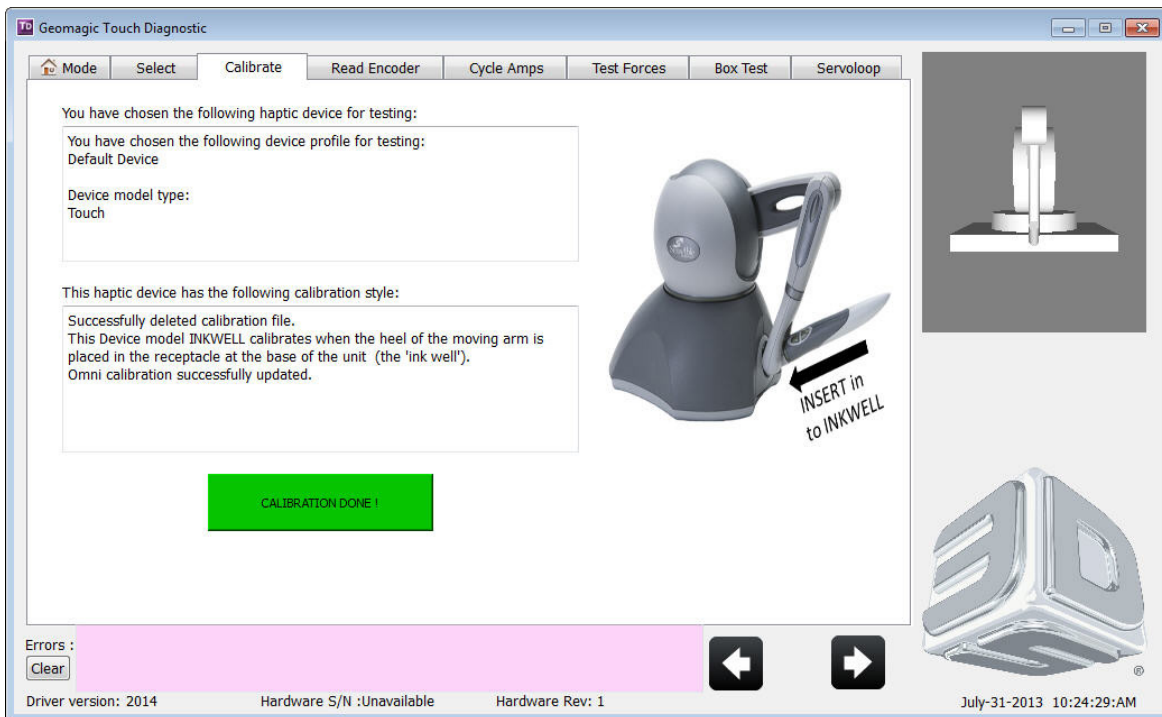 Geomagic Touch Diagnostic
Mode Select Calibrate Read Encoder Cycle Amps Test Forces Box Test Servoloop
You have chosen the following haptic device for testing:
You have chosen the following device profile for testing:
Default Device
Device model type:
Touch
This haptic device has the following calibration style:
Successfully deleted calibration file.
This Device model INKWELL calibrates when the heel of the moving arm is
placed in the receptacle at the base of the unit (the 'ink well').
Omni calibration successfully updated.
INSERT in
to INKWELL
CALIBRATION DONE !
Errors :
Clear
Driver version: 2014 Hardware S/N :Unavailable Hardware Rev: 1
July-31-2013 10:24:29:AM
TD
®